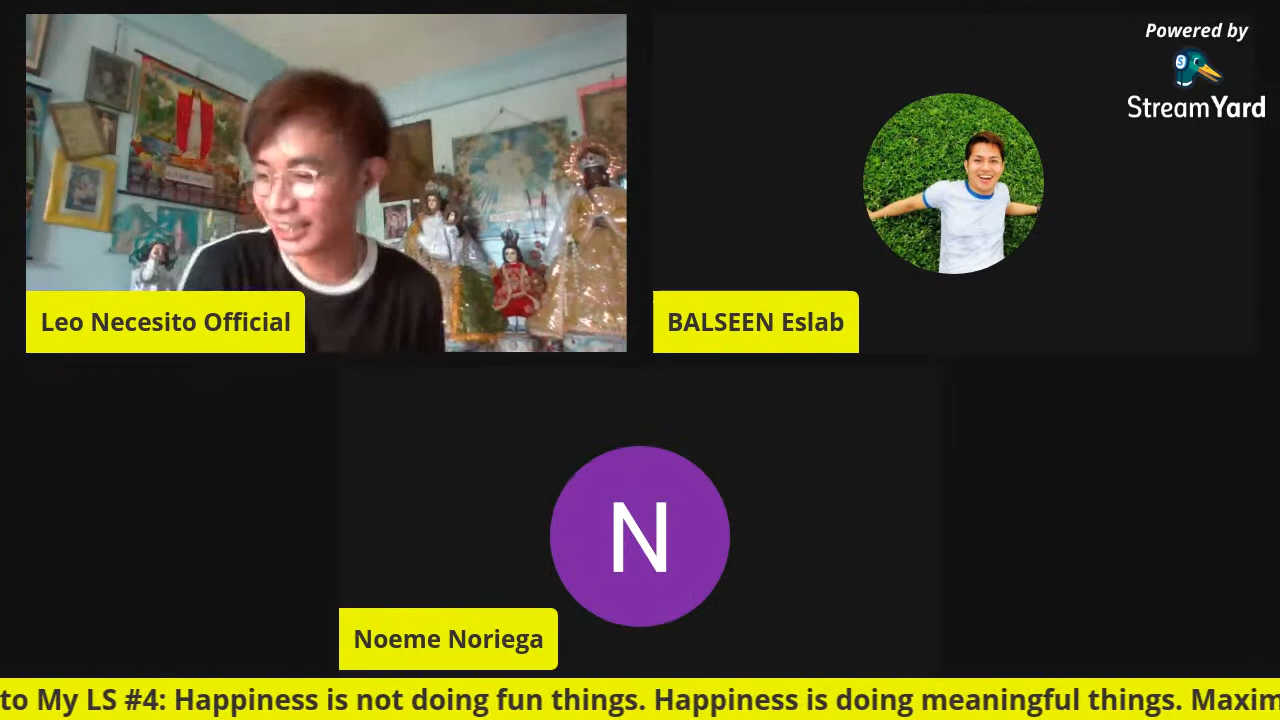 Powered by
StreamYard
Leo Necesito Official
BALSEEN Eslab
N
Noeme Noriega
to My LS #4: Happiness is not doing fun things. Happiness is doing meaningful things. Maxim